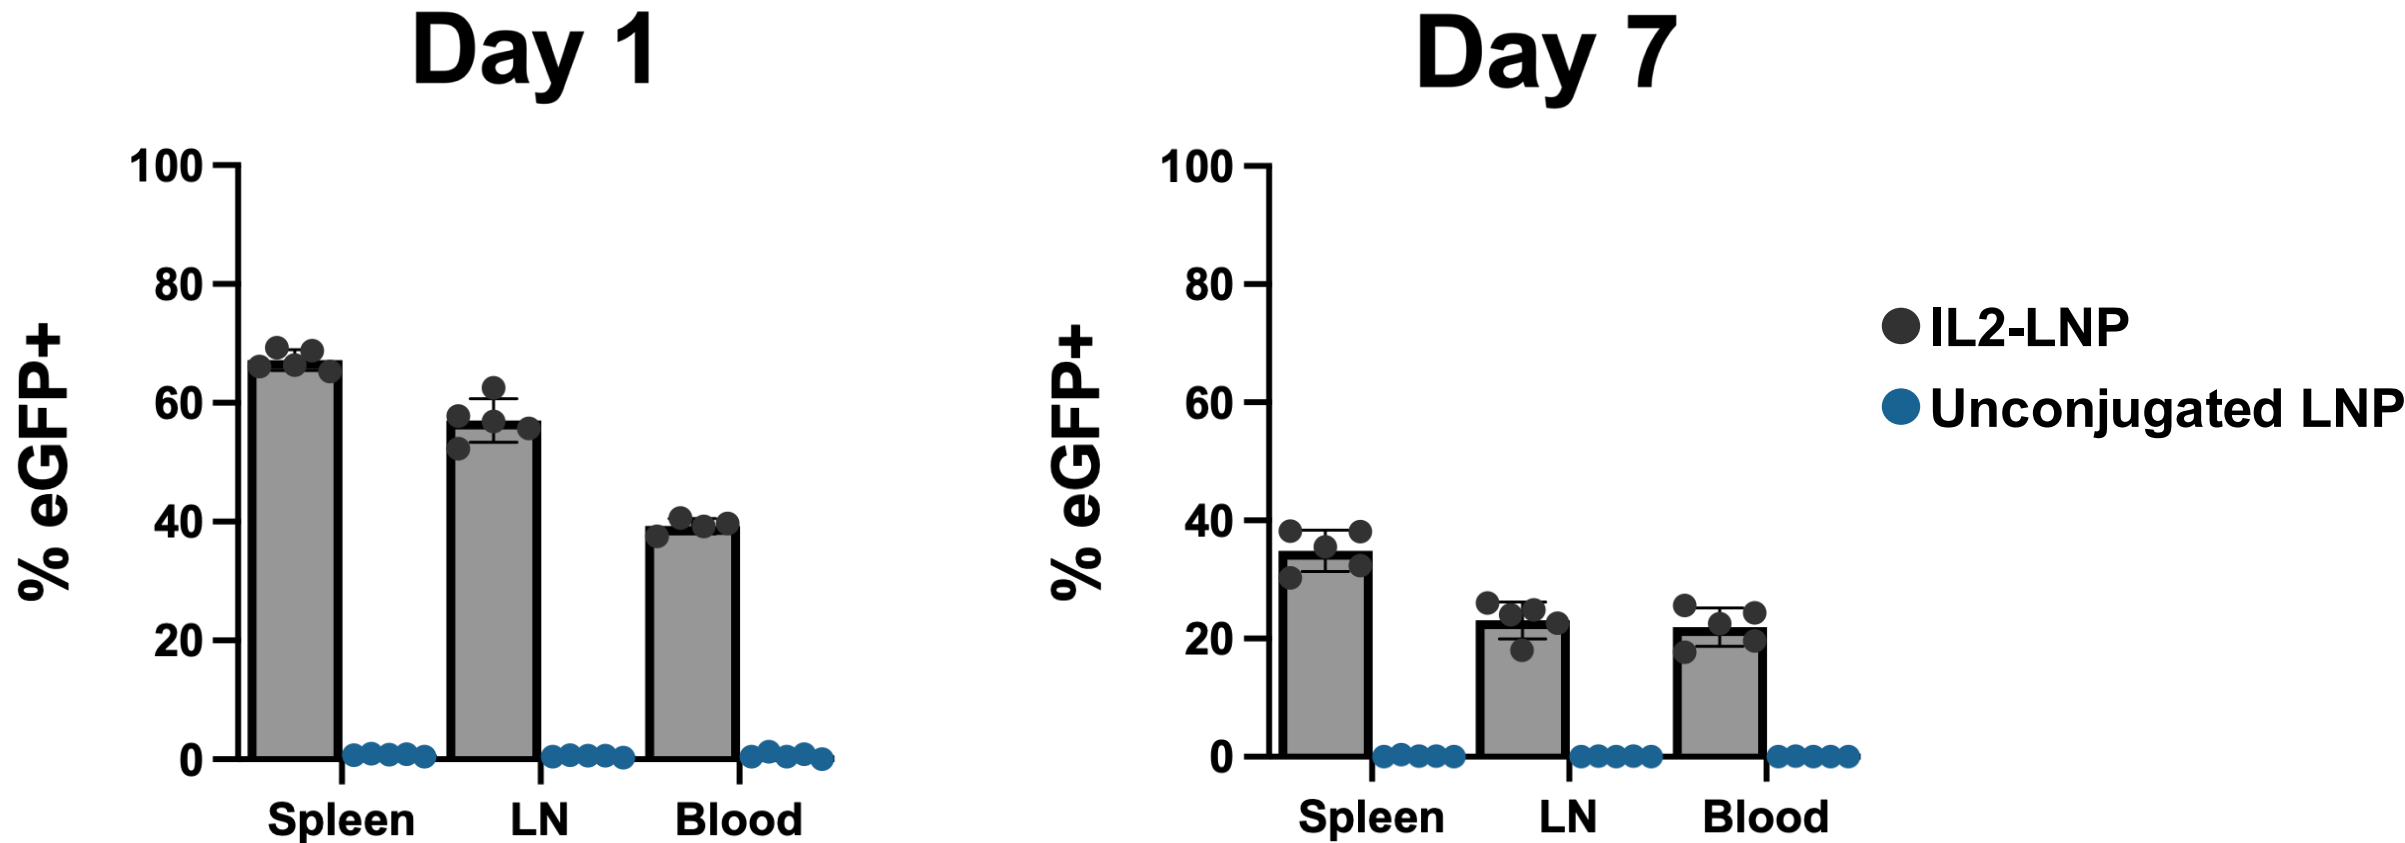 Day 1
% eGFP+
100
80
60
40
20
0
Spleen LN Blood
Day 7
% eGFP+
100
80
60
40
20
0
Spleen LN Blood
IL2-LNP
Unconjugated LNP